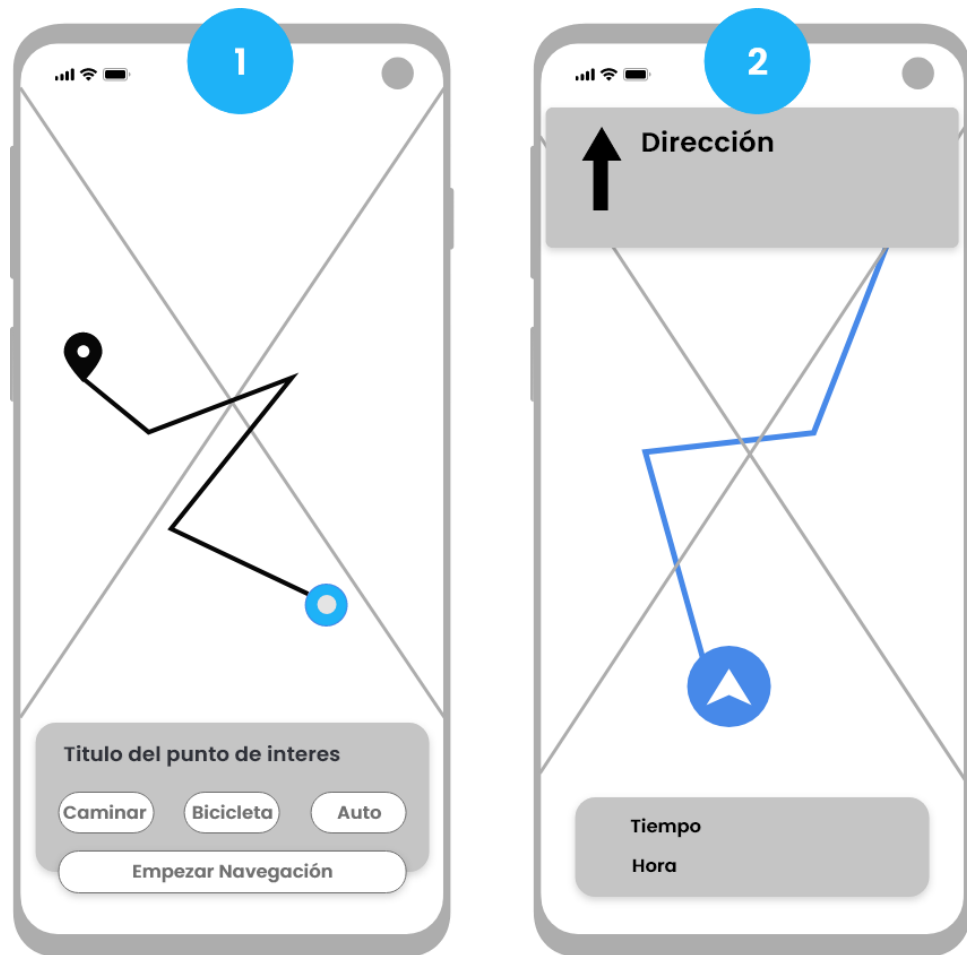 1
Titulo del punto de interes
Caminar
Bicicleta
Auto
Empezar Navegación
2
Dirección
Tiempo
Hora